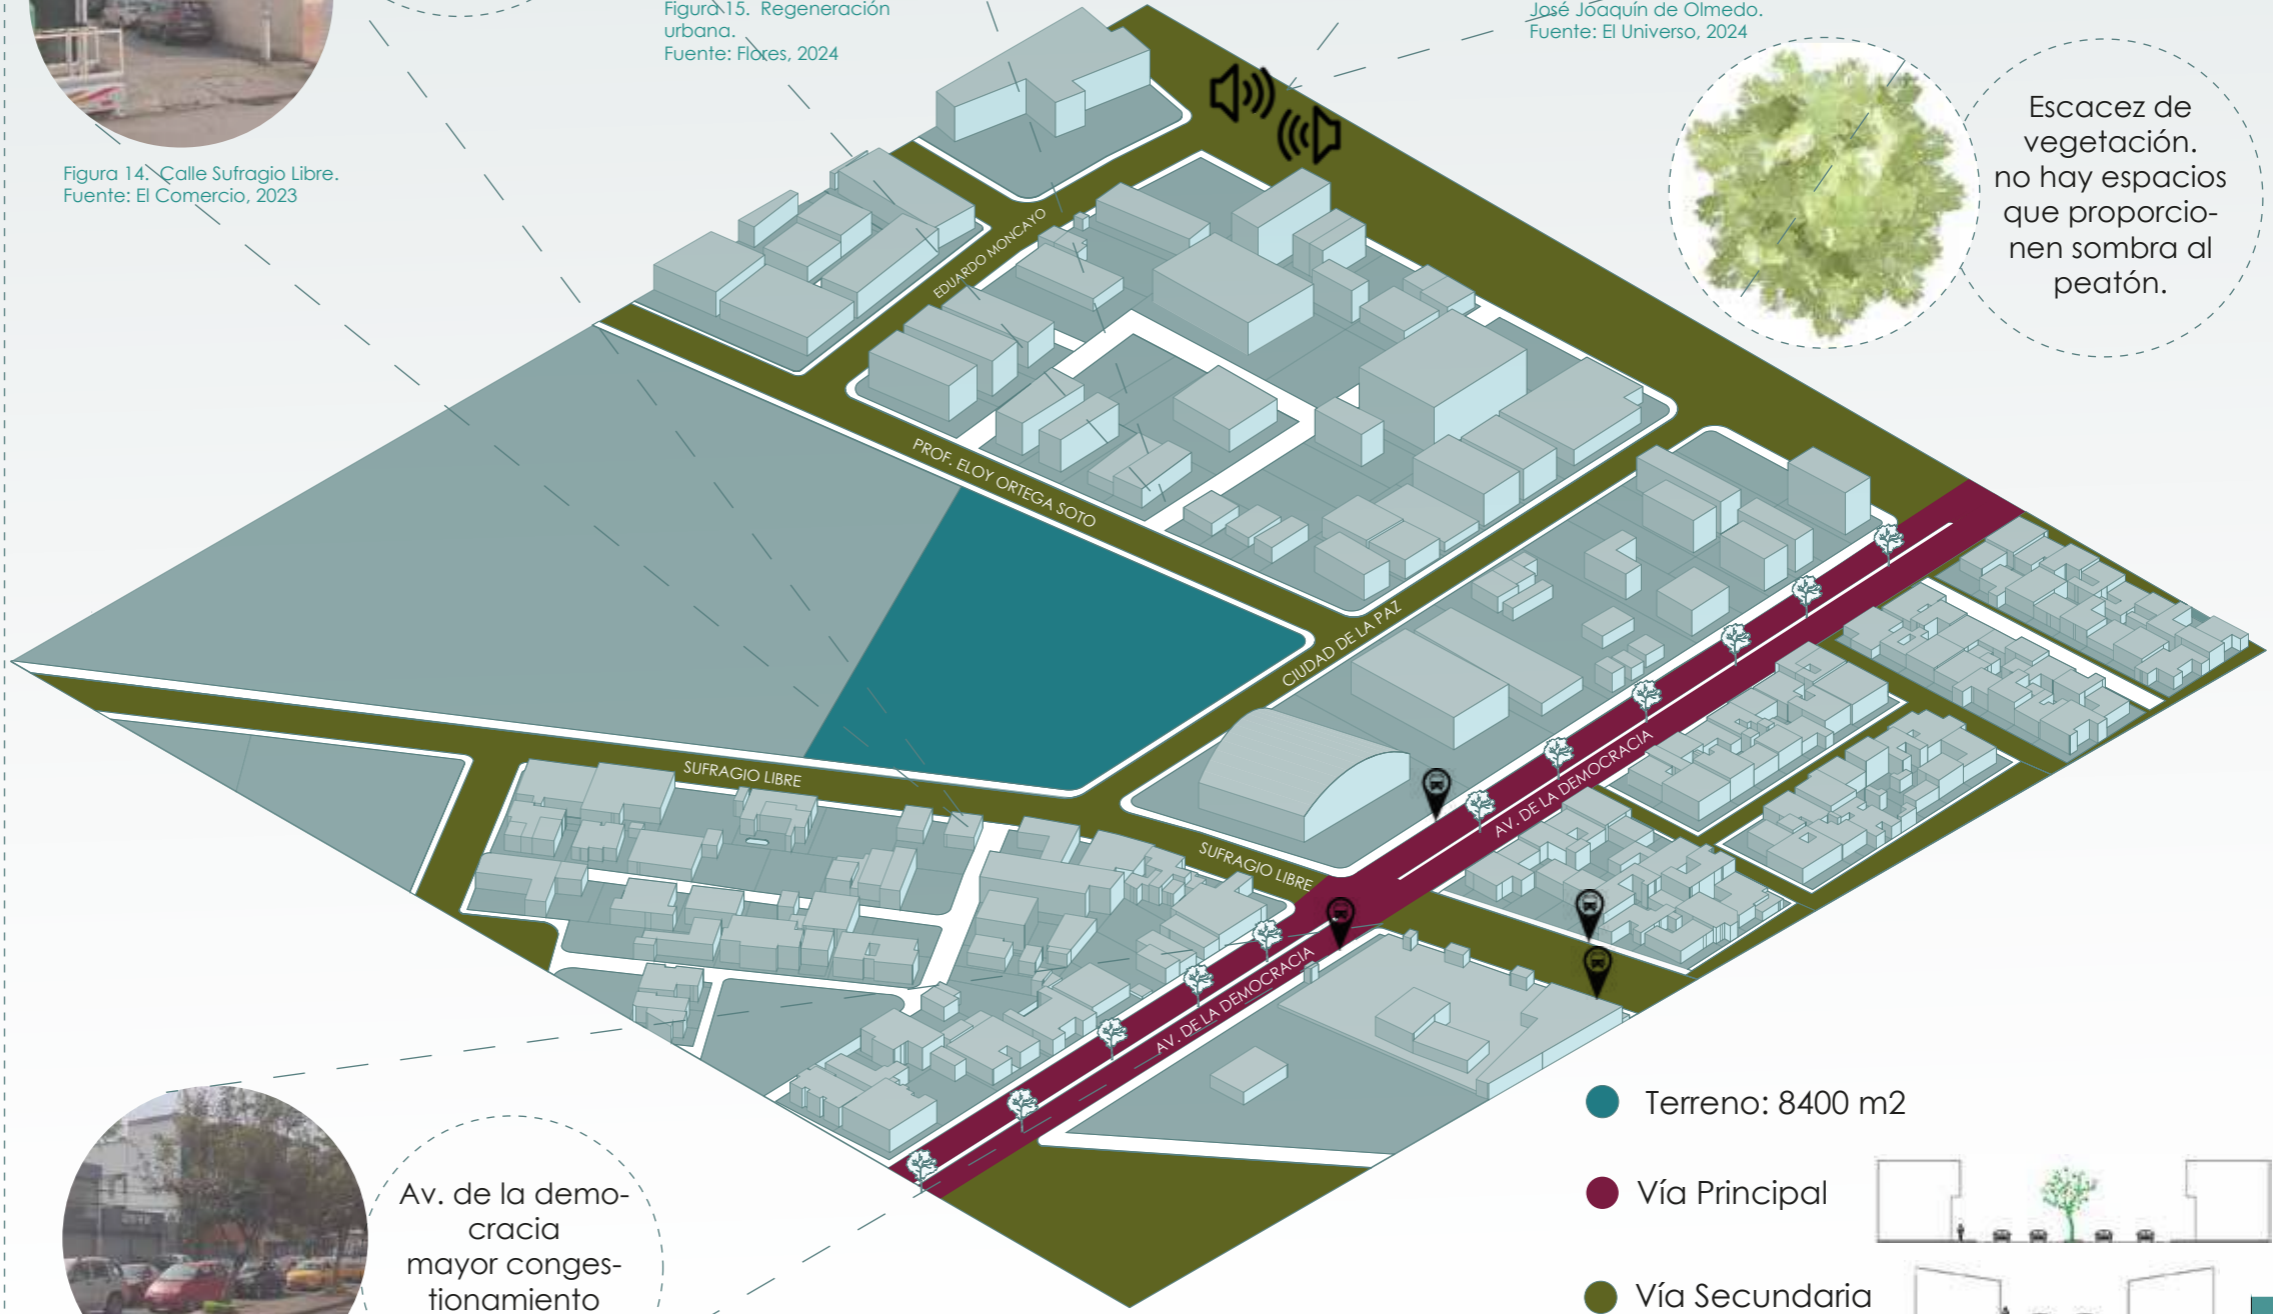 Figura 15.  Regeneración
urbana.
Fuente: Flores, 2024
José Joaquín de Olmedo.
Fuente: El Universo, 2024
Escacez de
vegetación.
no hay espacios
que proporcio-
nen sombra al
peatón.
Figura 14.  Calle Sufragio Libre.
Fuente: El Comercio, 2023
EDUARDO MONCAYO
PROF. ELOY ORTEGA SOTO
CIUDAD DE LA PAZ
SUFRAGIO LIBRE
AV. DE LA DEMOCRACIA
SUFRAGIO LIBRE
AV. DE LA DEMOCRACIA
Terreno: 8400 m2
Vía Principal
Vía Secundaria
Av. de la demo-
cracia
mayor conges-
tionamiento